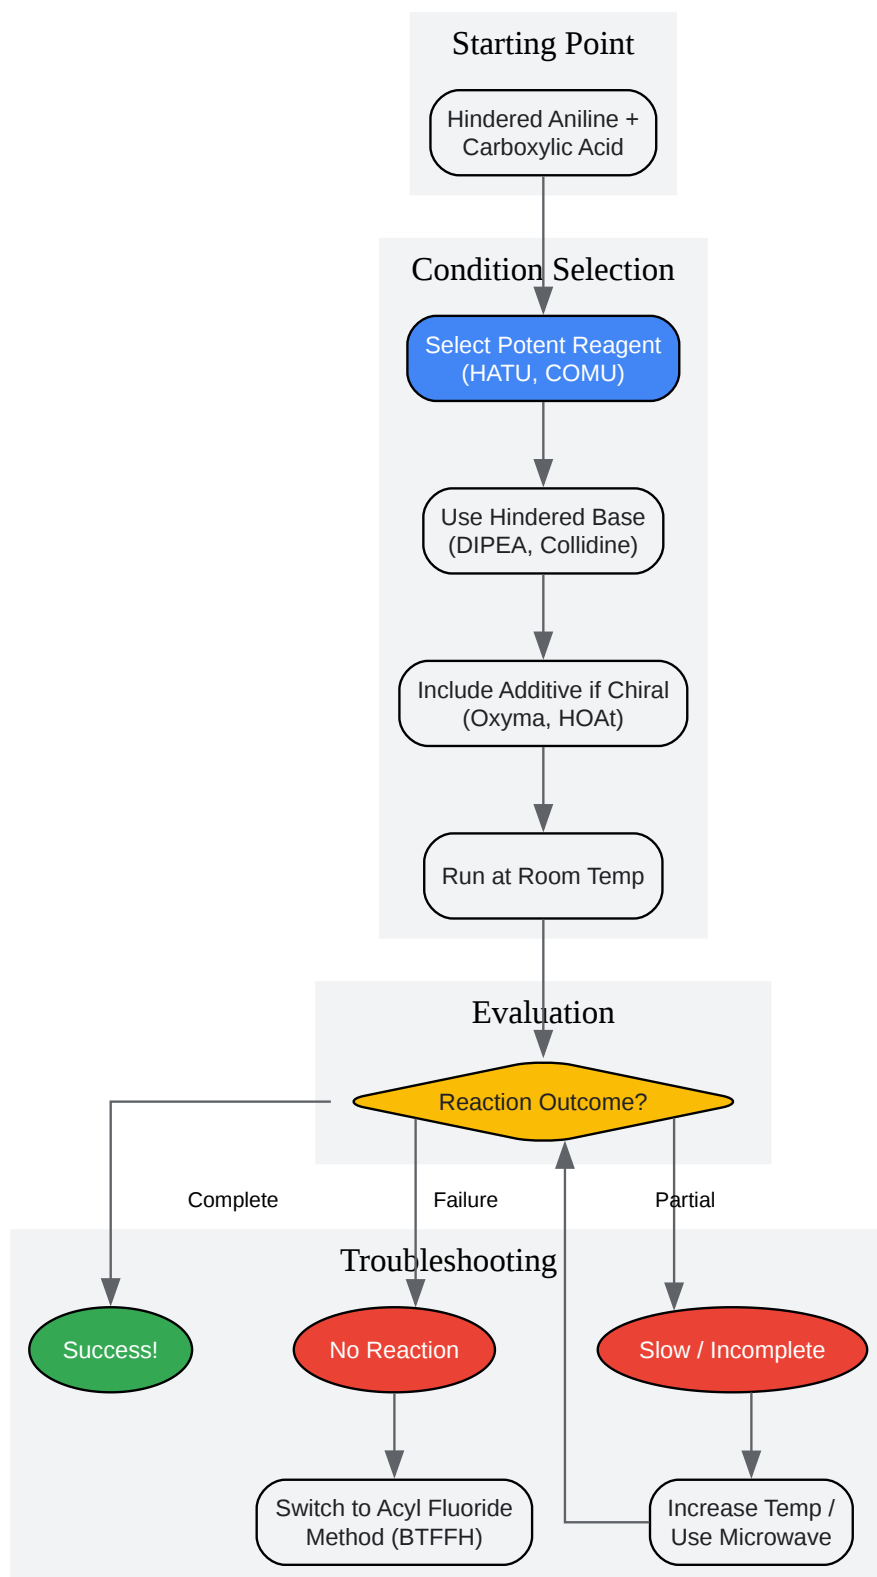 Starting Point
Hindered Aniline +
Carboxylic Acid
Condition Selection
Select Potent Reagent
(HATU, COMU)
Use Hindered Base
(DIPEA, Collidine)
Include Additive if Chiral
(Oxyma, HOAt)
Run at Room Temp
Evaluation
Reaction Outcome?
Complete
Failure
Partial
Troubleshooting
Success!
No Reaction
Slow / Incomplete
Switch to Acyl Fluoride
Method (BTFFH)
Increase Temp /
Use Microwave